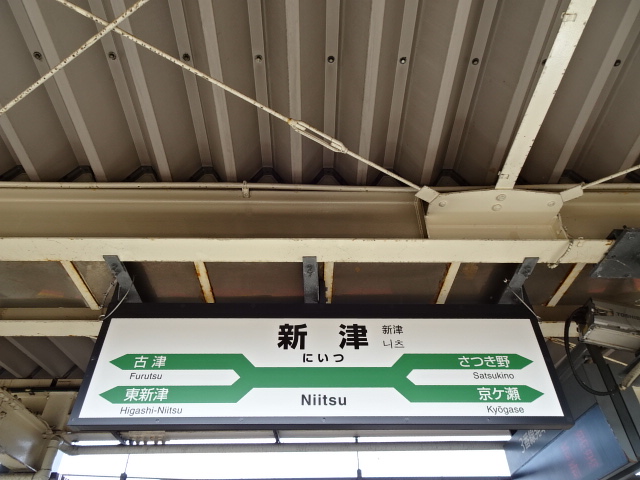 新津
新津
니츠
にいつ
古津
Furutsu
さつき野
Satsukino
東新津
Higashi-Niitsu
Niitsu
京ケ瀬
Kyōgase